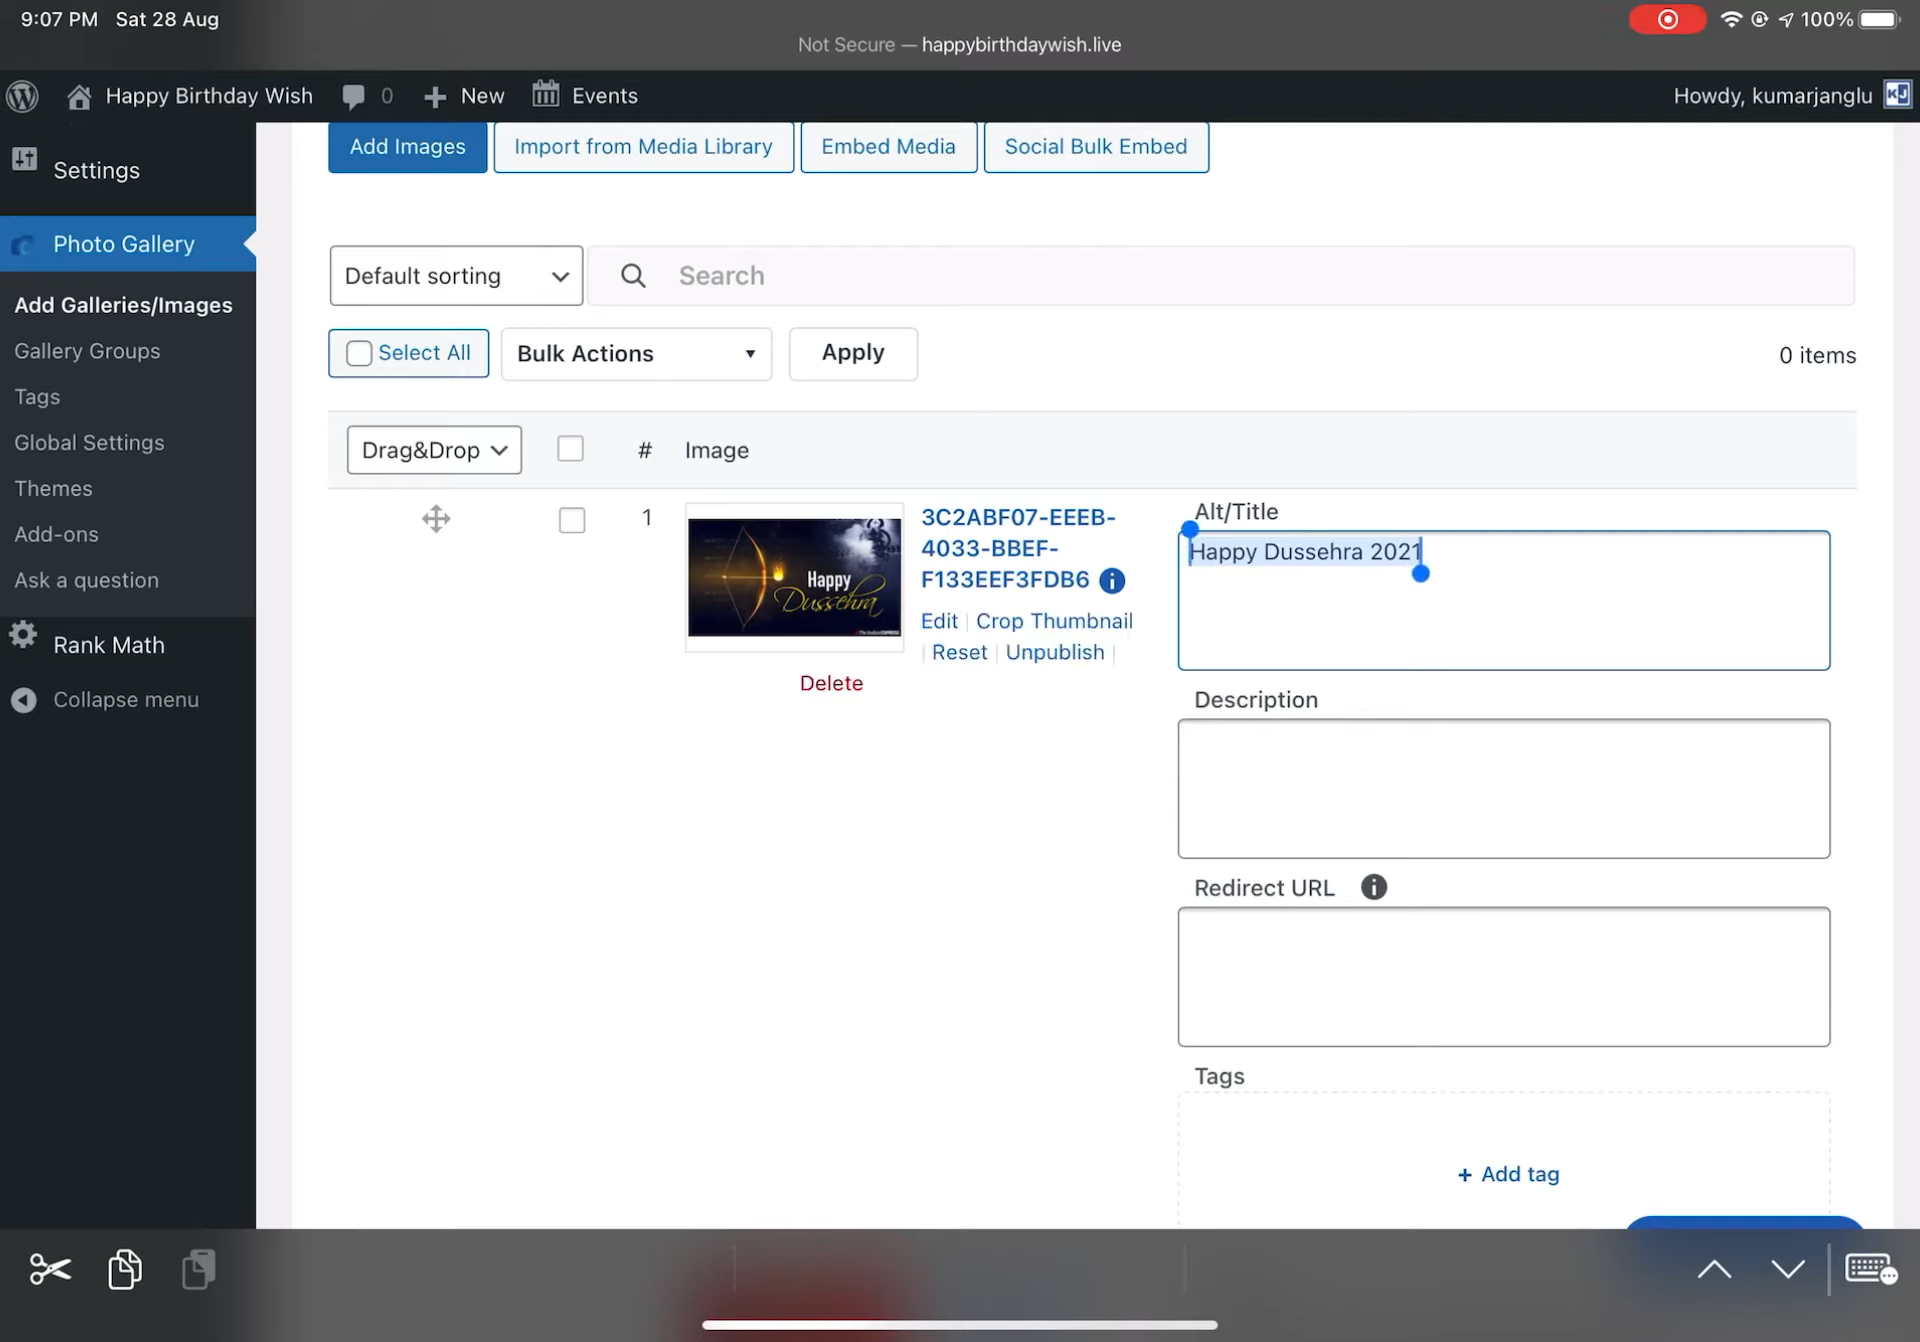 9:07 PM Sat 28 Aug
100%
Not Secure — happybirthdaywish.live
Happy Birthday Wish 0 New Events
Howdy, kumarjanglu KJ
Settings
Photo Gallery
Add Galleries/Images
Gallery Groups
Tags
Global Settings
Themes
Add-ons
Ask a question
Rank Math
Collapse menu
Add Images Import from Media Library Embed Media Social Bulk Embed
Default sorting Search
Select All Bulk Actions Apply 0 items
Drag&Drop # Image
1
Happy
Dussehra
The Indian EXPRESS
3C2ABF07-EEEB-
4033-BBEF-
F133EEF3FDB6
Edit | Crop Thumbnail
| Reset | Unpublish |
Delete
Alt/Title
Happy Dussehra 2021
Description
Redirect URL
Tags
+ Add tag